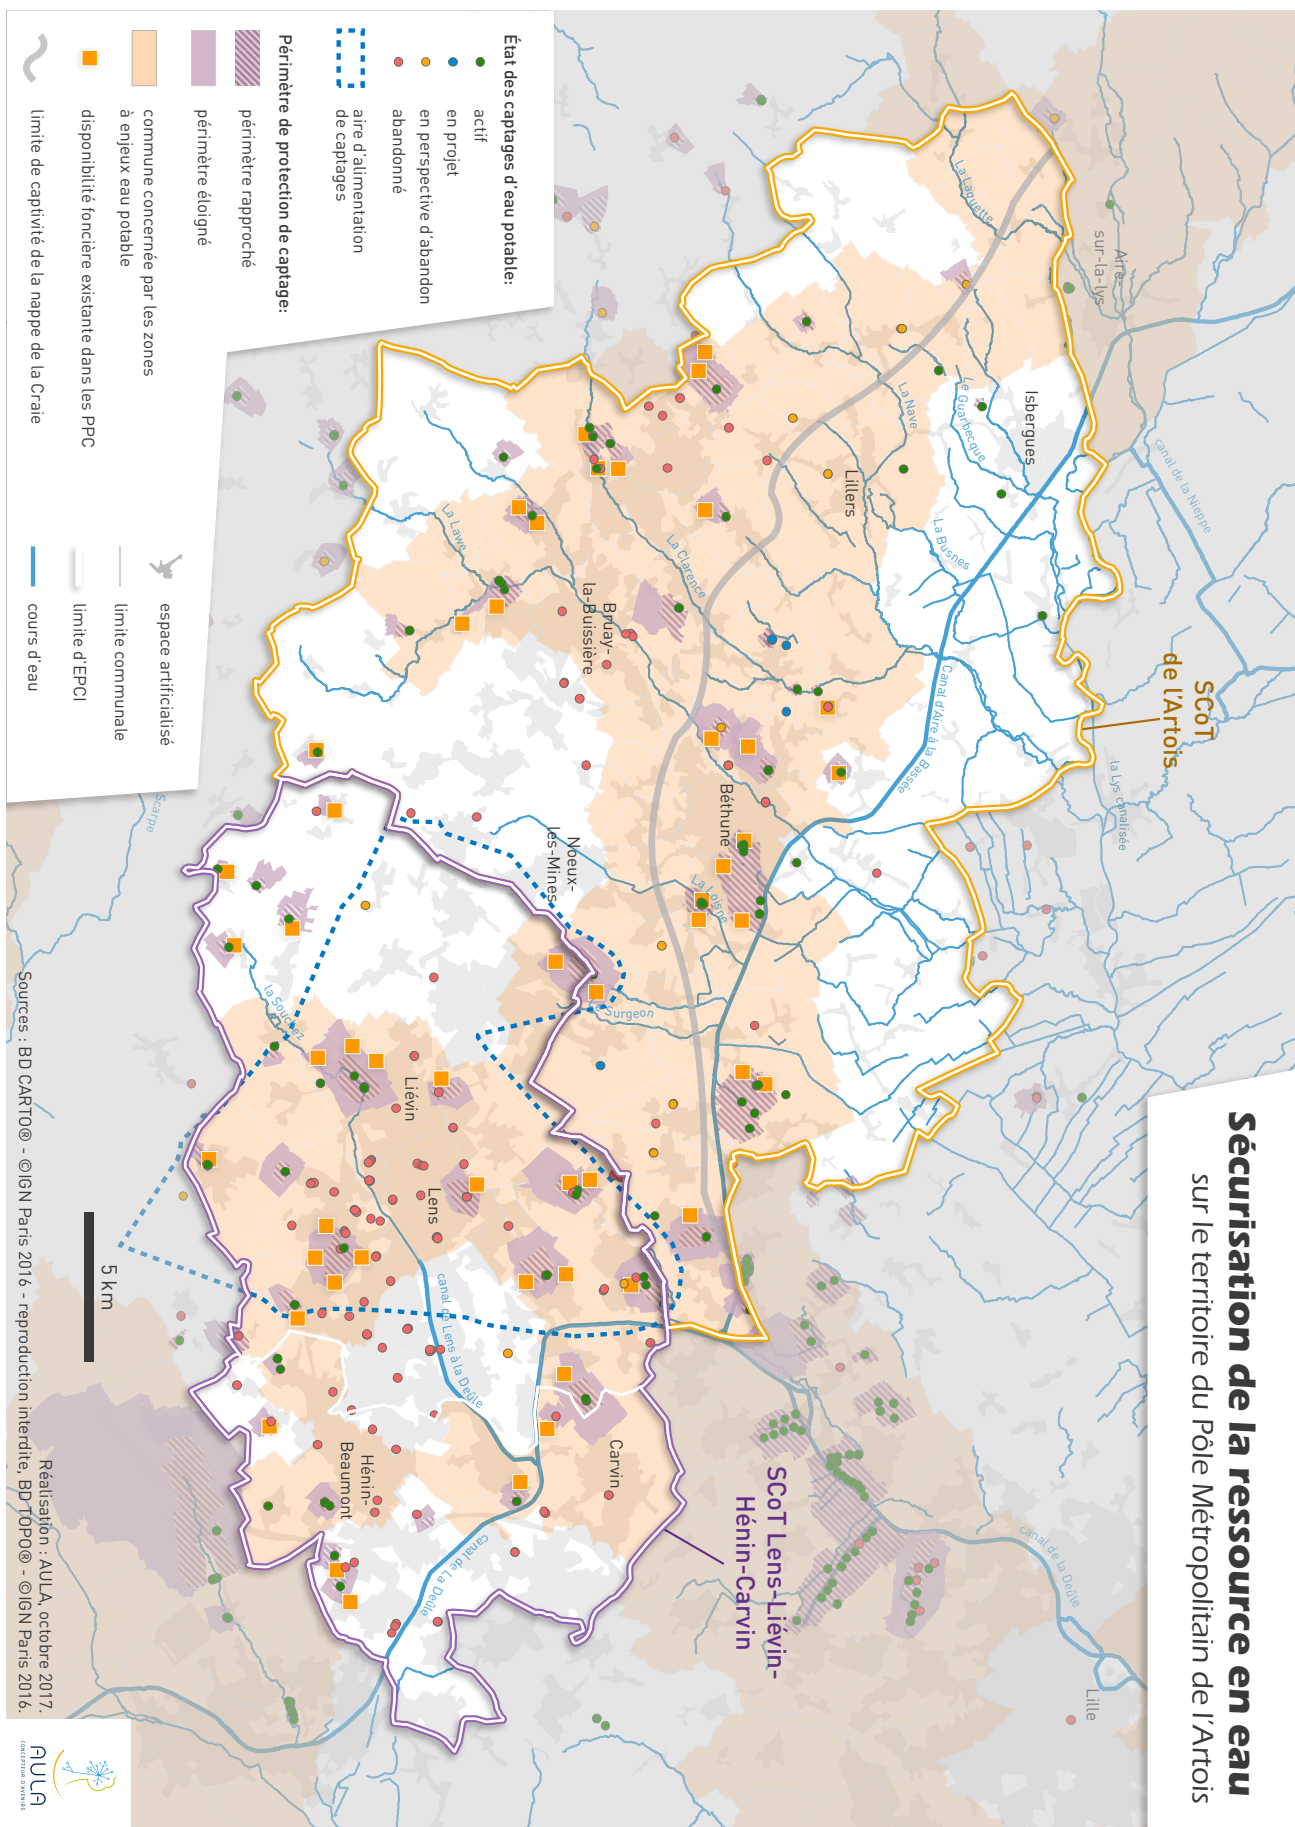 Sécurisation de la ressource en eau
sur le territoire du Pôle Métropolitain de l'Artois
État des captages d'eau potable:
actif
en projet
en perspective d'abandon
abandonné
aire d'alimentation
de captages
Périmètre de protection de captage:
périmètre rapproché
périmètre éloigné
commune concernée par les zones
à enjeux eau potable
disponibilité foncière existante dans les PPC
limite de captivité de la nappe de la Craie
espace artificialisé
limite communale
limite d'EPCI
cours d'eau
SCoT
de l'Artois
SCoT Lens-Liévin-
Hénin-Carvin
Aire-
sur-la-lys
La Laquette
Isbergues
Le Guarbecque
La Nave
Lillers
La Busnes
canal de la Nieppe
La Clarence
La Lawe
Bruay-
la-Buissière
Canal d'Aire à la Bassée
la Lys canalisée
Béthune
La Loisne
Noeux-
les-Mines
Le Surgeon
Scarpe
la Souchez
Liévin
Lens
canal de Lens à la Deûle
Carvin
Hénin-
Beaumont
canal de La Deûle
canal de la Deûle
Lille
5 km
Sources : BD CARTO® - ©IGN Paris 2016 - reproduction interdite, BD TOPO® - ©IGN Paris 2016.
Réalisation : AULA, octobre 2017.
AULA
CONCEPTEUR D'AVENIRS